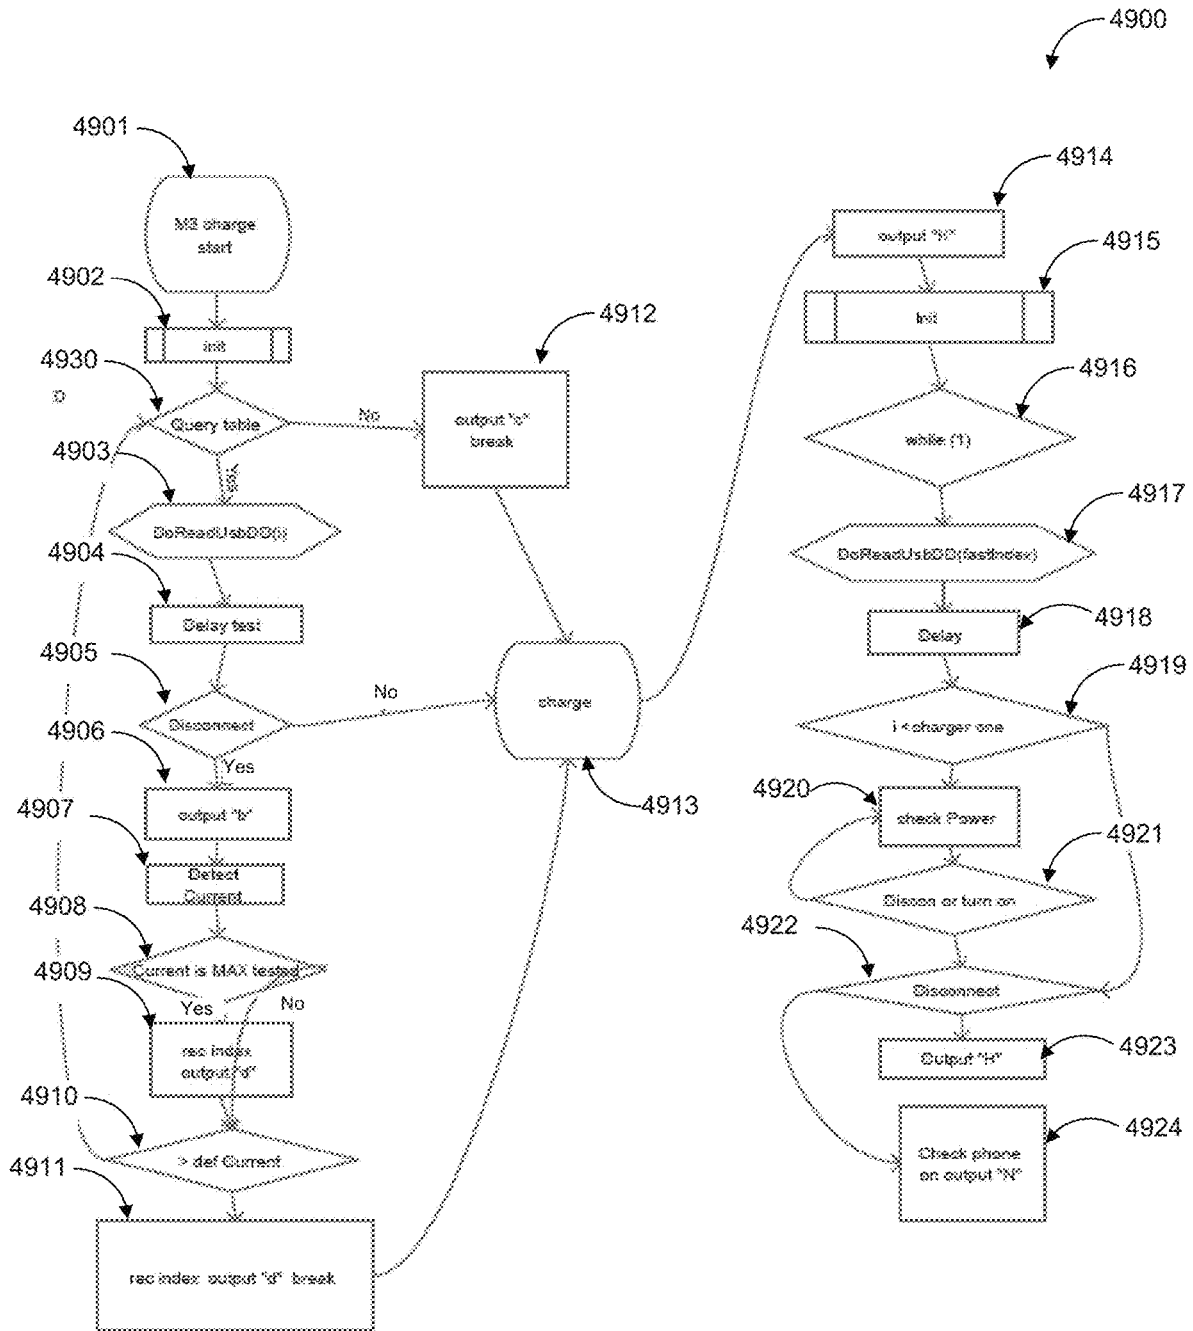 4900
4901
M3 charge
start
4902
init
4930
D
Query table
No
4903
DoReadUsbDD(i)
4904
Delay test
4905
Disconnect
No
4906
Yes
output "b"
4907
Detect
Current
4908
Current is MAX tested
4909
Yes
No
rec index
output "d"
4910
> def Current
4911
rec index output "d" break
4912
output "c"
break
charge
4913
4914
output "K"
4915
Init
4916
while (1)
4917
DoReadUsbDD(fastIndex)
4918
Delay
4919
i < charger one
4920
check Power
4921
Discon or turn on
4922
Disconnect
4923
Output "H"
4924
Check phone
on output "N"